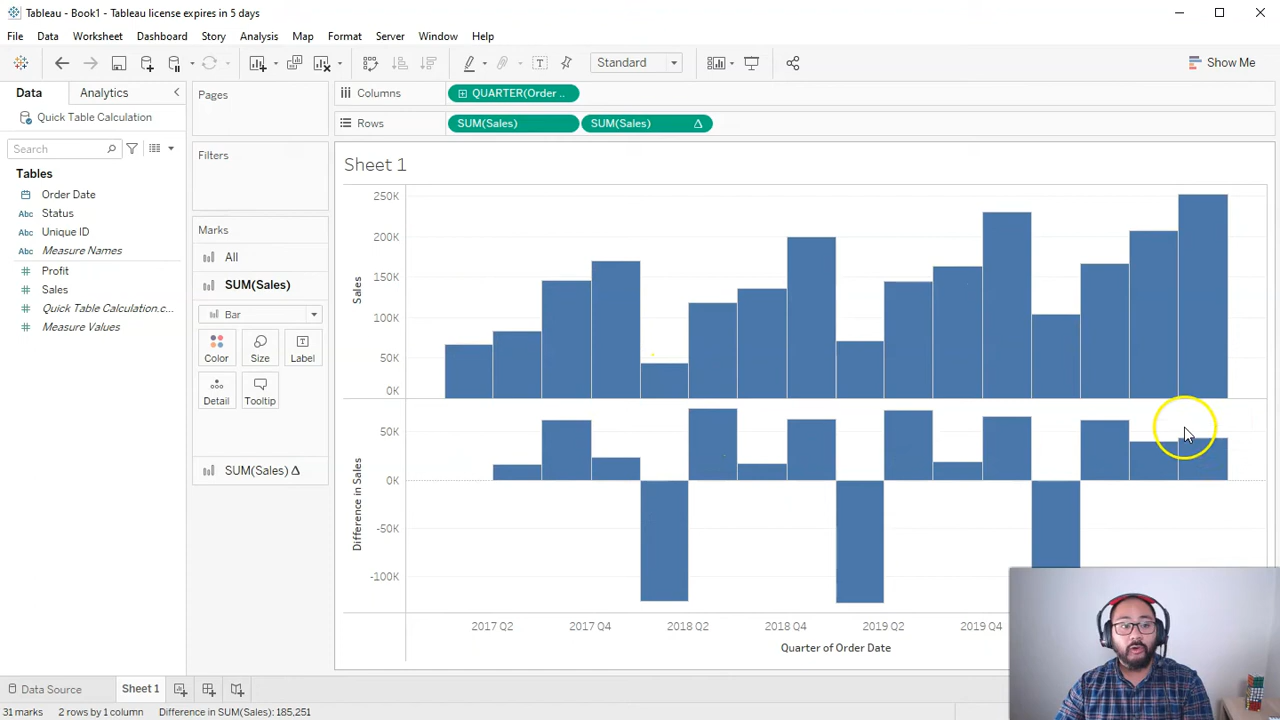 Tableau - Book1 - Tableau license expires in 5 days
File Data Worksheet Dashboard Story Analysis Map Format Server Window Help
Standard
Show Me
Data Analytics
Quick Table Calculation
Search
Tables
Order Date
Abc Status
Abc Unique ID
Abc Measure Names
# Profit
# Sales
# Quick Table Calculation.c...
# Measure Values
Pages
Filters
Marks
All
SUM(Sales)
Bar
Color Size Label
Detail Tooltip
SUM(Sales) Δ
Columns QUARTER(Order ..
Rows SUM(Sales) SUM(Sales) Δ
Sheet 1
250K
200K
150K
100K
50K
0K
Sales
50K
0K
-50K
-100K
Difference in Sales
2017 Q2 2017 Q4 2018 Q2 2018 Q4 2019 Q2 2019 Q4
Quarter of Order Date
Data Source Sheet 1
31 marks 2 rows by 1 column Difference in SUM(Sales): 185,251